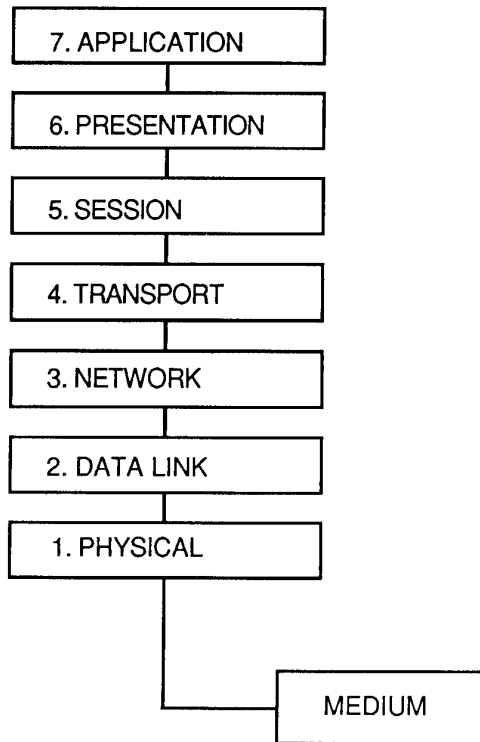 7. APPLICATION
6. PRESENTATION
5. SESSION
4. TRANSPORT
3. NETWORK
2. DATA LINK
1. PHYSICAL
MEDIUM